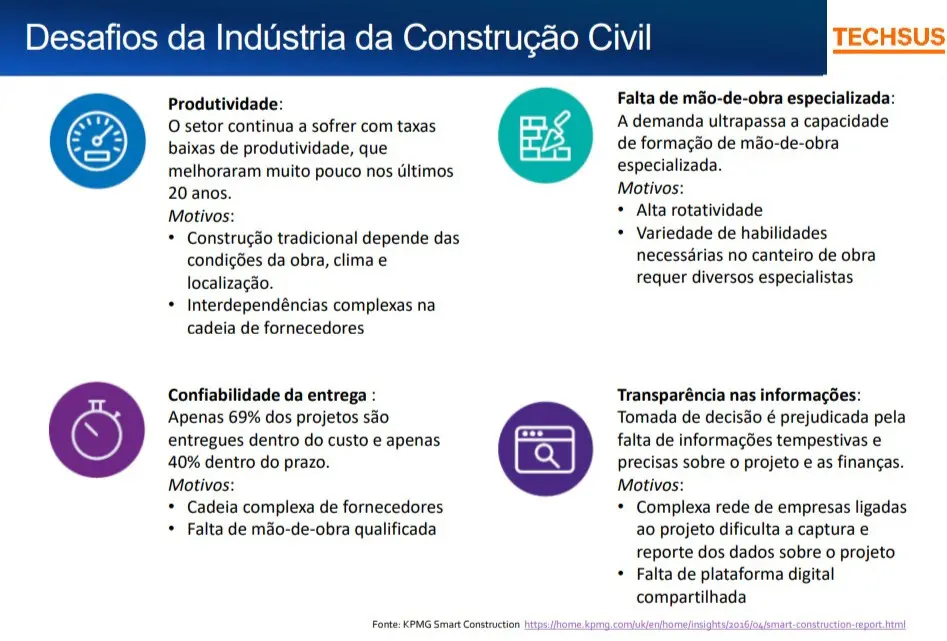 Desafios da Indústria da Construção Civil
TECHSUS
Produtividade:
O setor continua a sofrer com taxas
baixas de produtividade, que
melhoraram muito pouco nos últimos
20 anos.
Motivos:
• Construção tradicional depende das
condições da obra, clima e
localização.
• Interdependências complexas na
cadeia de fornecedores
Falta de mão-de-obra especializada:
A demanda ultrapassa a capacidade
de formação de mão-de-obra
especializada.
Motivos:
• Alta rotatividade
• Variedade de habilidades
necessárias no canteiro de obra
requer diversos especialistas
Confiabilidade da entrega :
Apenas 69% dos projetos são
entregues dentro do custo e apenas
40% dentro do prazo.
Motivos:
• Cadeia complexa de fornecedores
• Falta de mão-de-obra qualificada
Transparência nas informações:
Tomada de decisão é prejudicada pela
falta de informações tempestivas e
precisas sobre o projeto e as finanças.
Motivos:
• Complexa rede de empresas ligadas
ao projeto dificulta a captura e
reporte dos dados sobre o projeto
• Falta de plataforma digital
compartilhada
Fonte: KPMG Smart Construction https://home.kpmg.com/uk/en/home/insights/2016/04/smart-construction-report.html